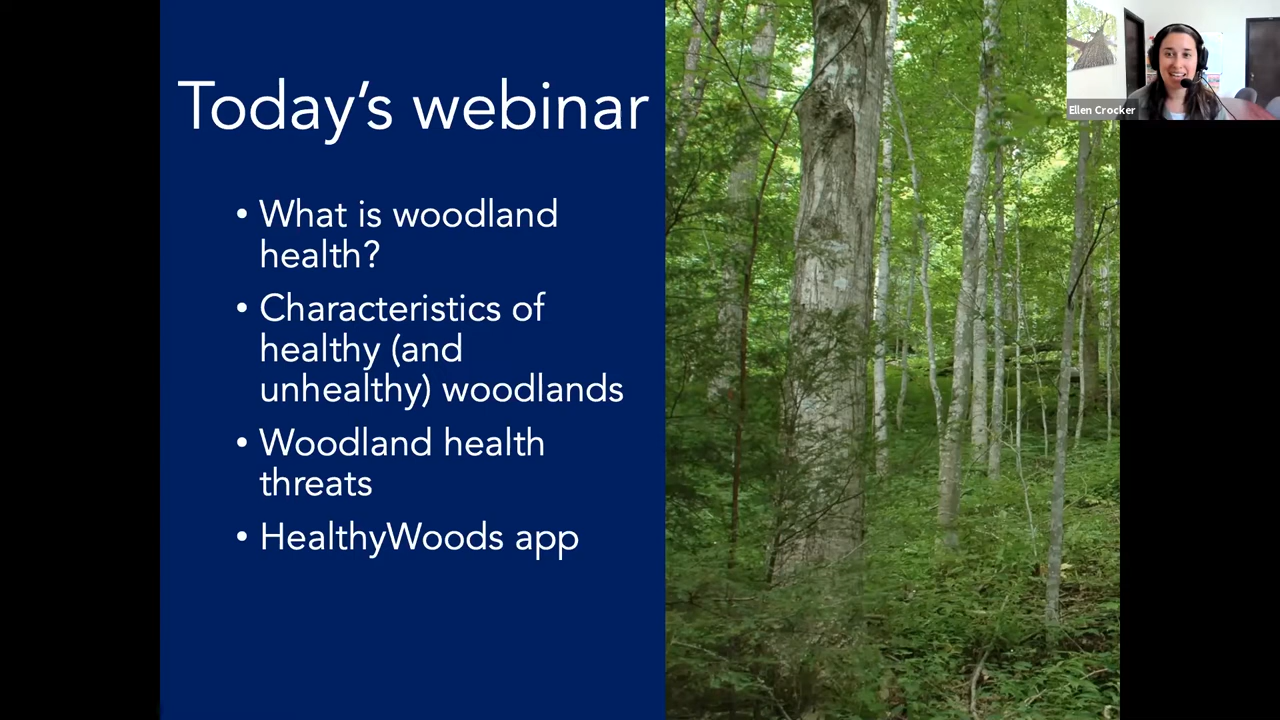 Today's webinar
• What is woodland
health?
• Characteristics of
healthy (and
unhealthy) woodlands
• Woodland health
threats
• HealthyWoods app
Ellen Crocker